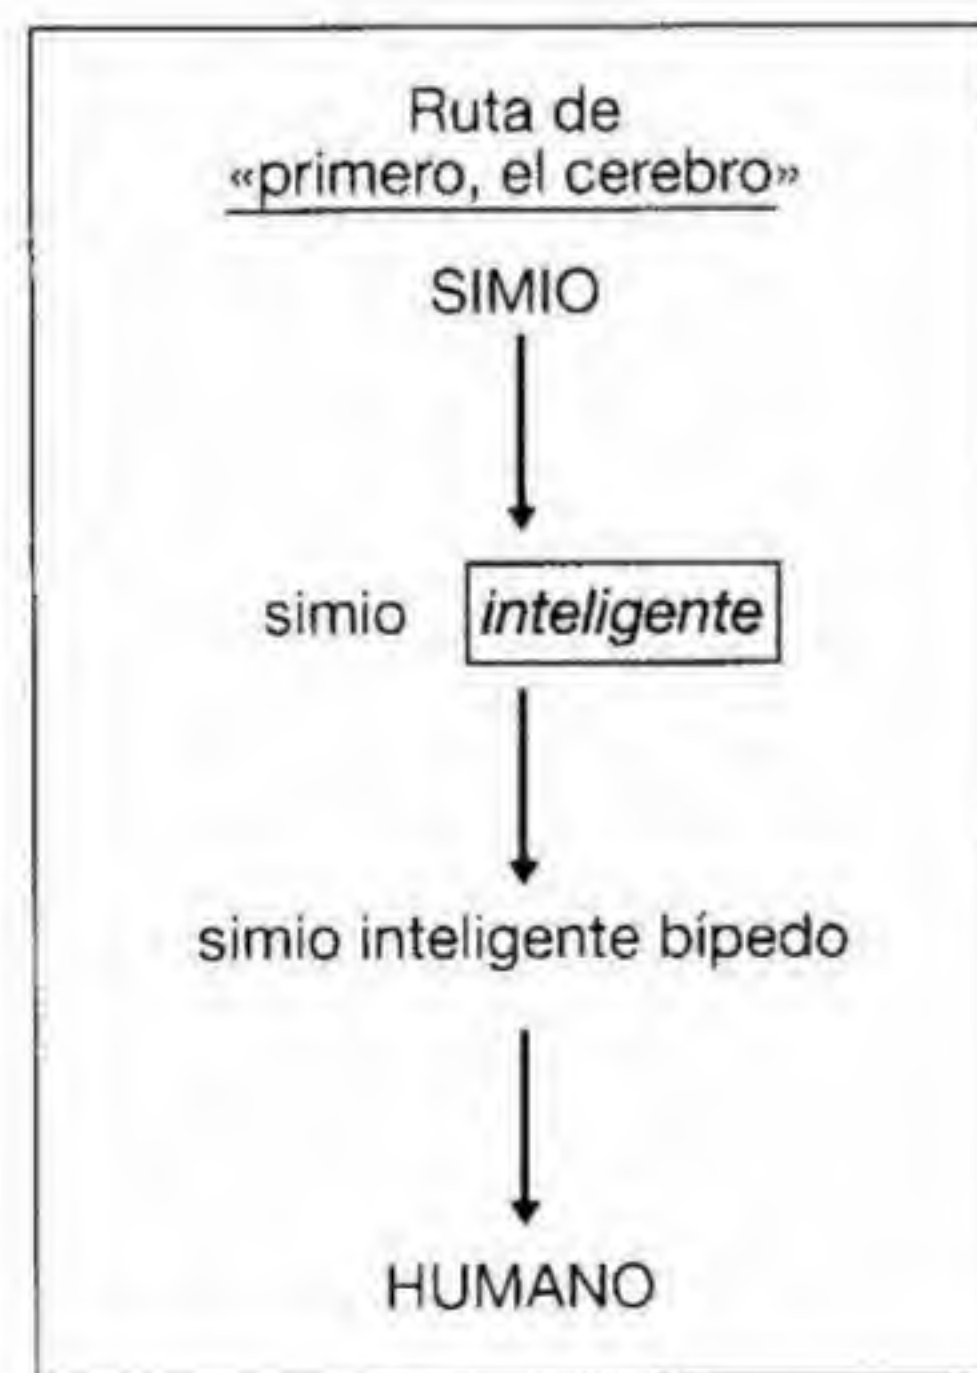 Ruta de
«primero, el cerebro»
SIMIO
simio inteligente
simio inteligente bípedo
HUMANO